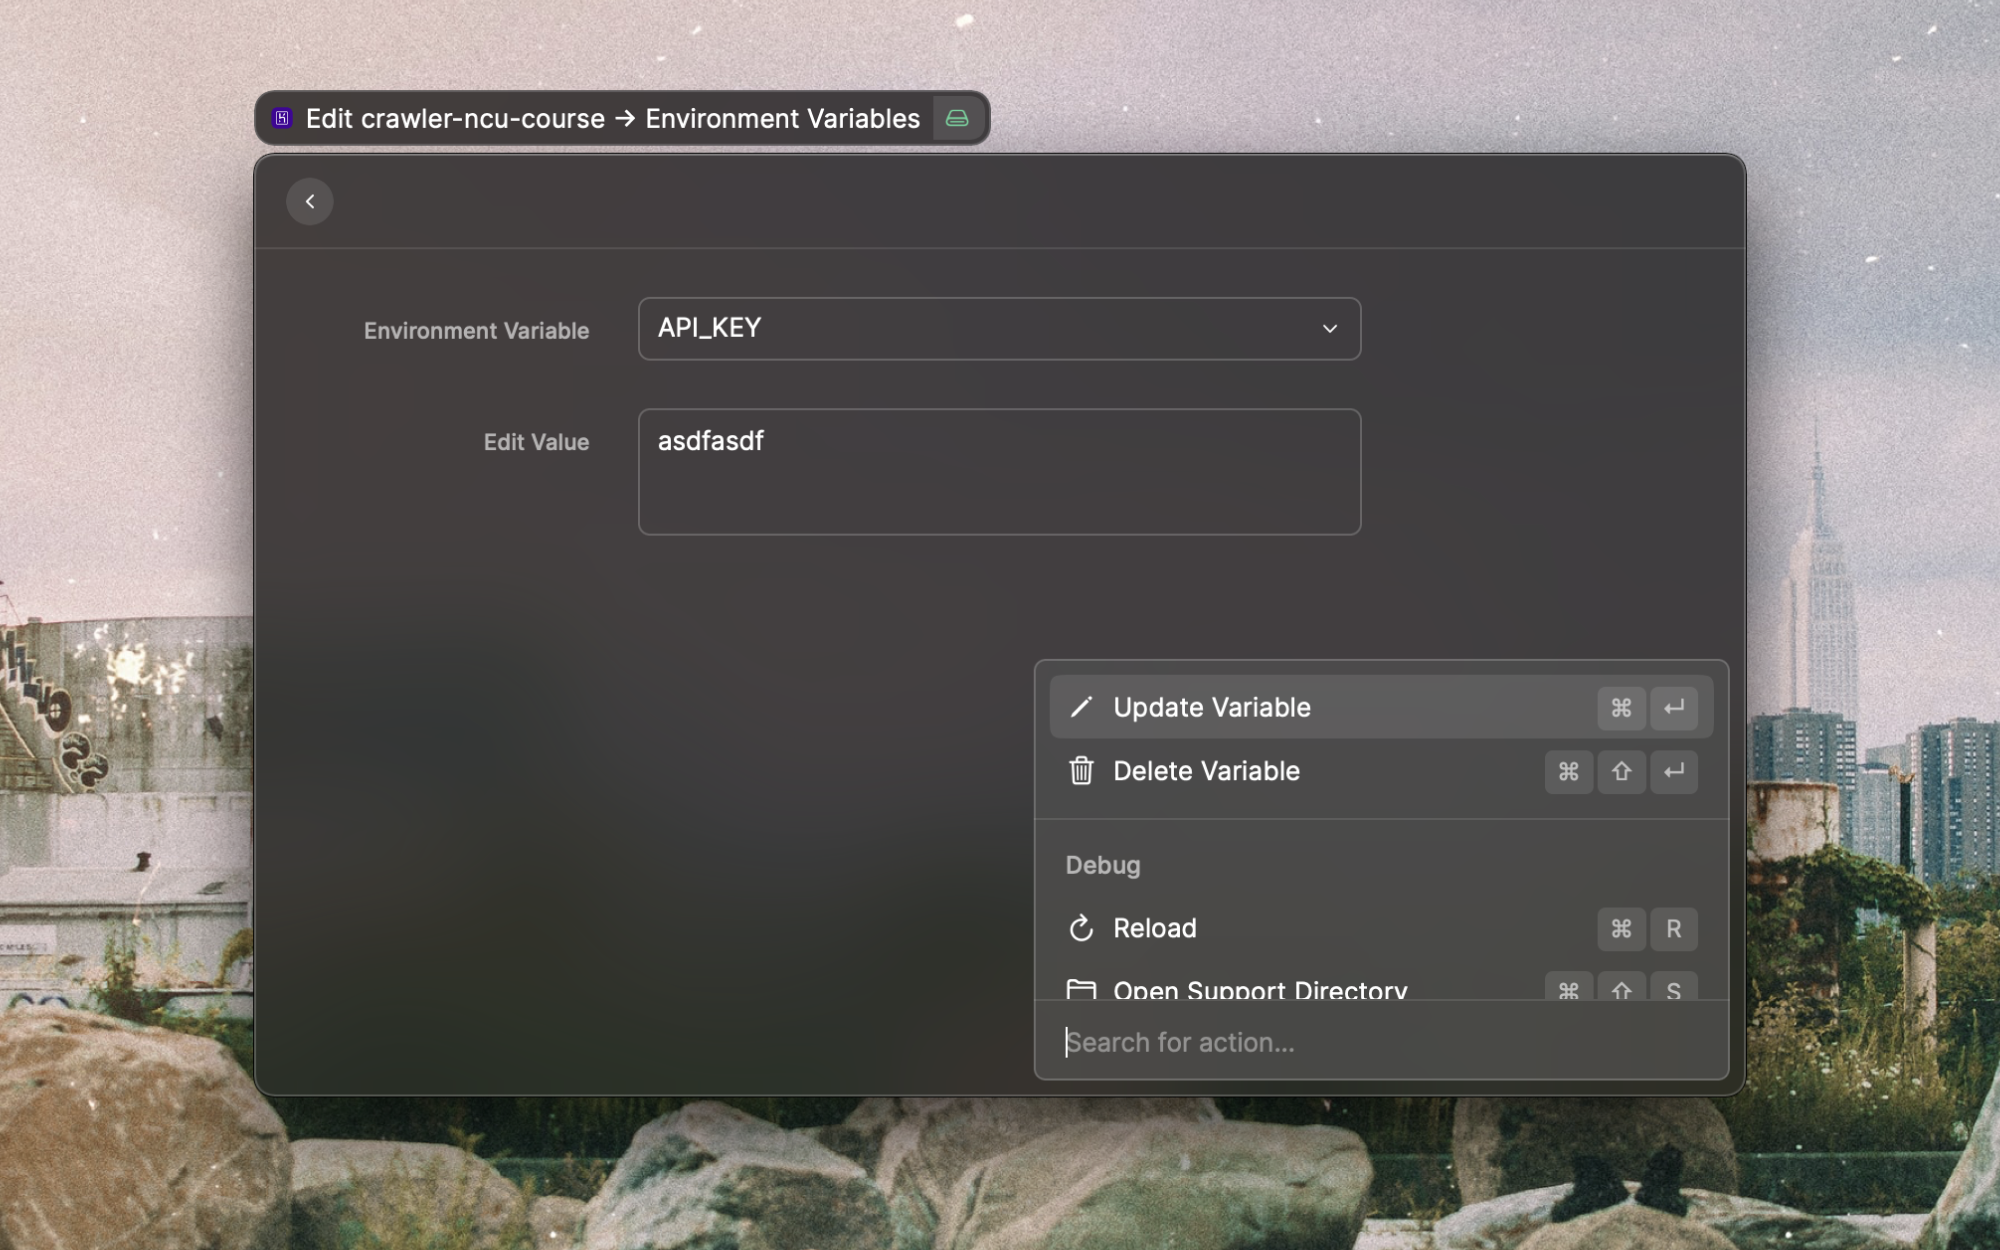 Edit crawler-ncu-course → Environment Variables
Environment Variable
API_KEY
Edit Value
asdfasdf
Update Variable ⌘ ↵
Delete Variable ⌘ ⇧ ↵
Debug
Reload ⌘ R
Open Support Directory ⌘ ⇧ S
Search for action...